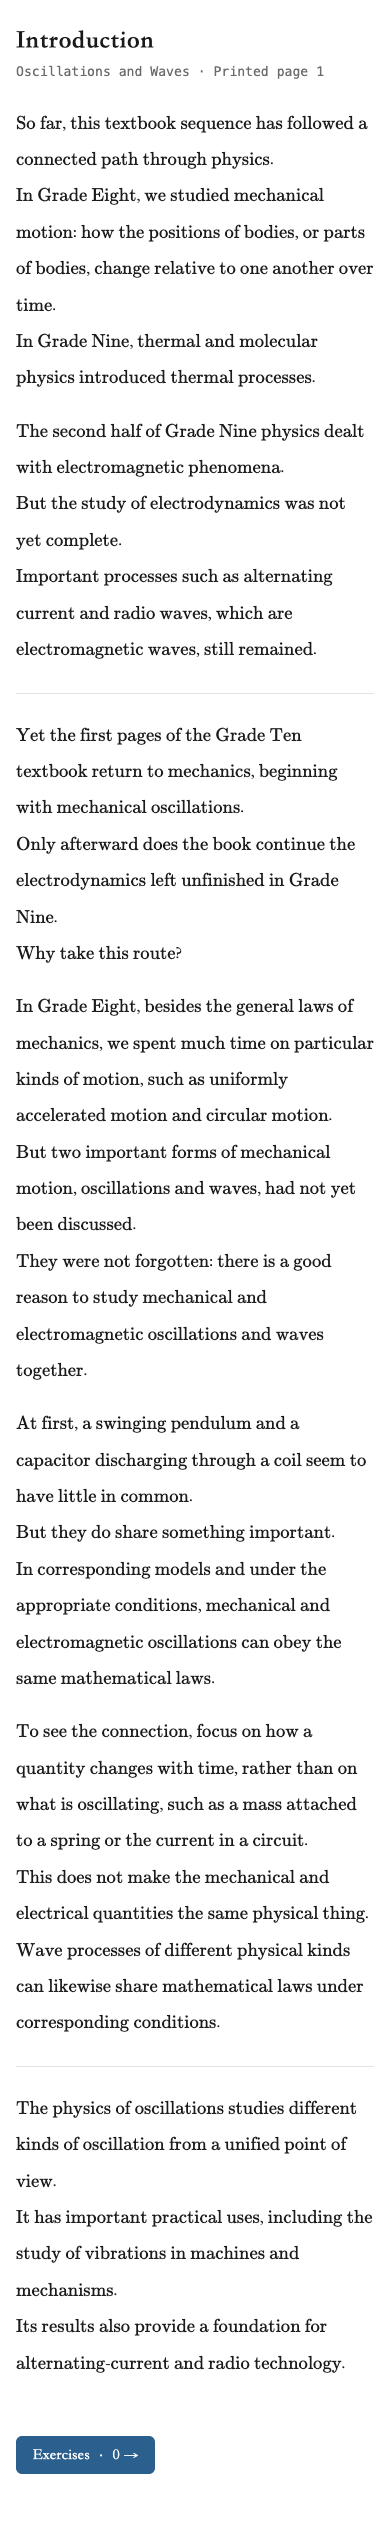 Introduction
Oscillations and Waves · Printed page 1
So far, this textbook sequence has followed a
connected path through physics.
In Grade Eight, we studied mechanical
motion: how the positions of bodies, or parts
of bodies, change relative to one another over
time.
In Grade Nine, thermal and molecular
physics introduced thermal processes.
The second half of Grade Nine physics dealt
with electromagnetic phenomena.
But the study of electrodynamics was not
yet complete.
Important processes such as alternating
current and radio waves, which are
electromagnetic waves, still remained.
Yet the first pages of the Grade Ten
textbook return to mechanics, beginning
with mechanical oscillations.
Only afterward does the book continue the
electrodynamics left unfinished in Grade
Nine.
Why take this route?
In Grade Eight, besides the general laws of
mechanics, we spent much time on particular
kinds of motion, such as uniformly
accelerated motion and circular motion.
But two important forms of mechanical
motion, oscillations and waves, had not yet
been discussed.
They were not forgotten: there is a good
reason to study mechanical and
electromagnetic oscillations and waves
together.
At first, a swinging pendulum and a
capacitor discharging through a coil seem to
have little in common.
But they do share something important.
In corresponding models and under the
appropriate conditions, mechanical and
electromagnetic oscillations can obey the
same mathematical laws.
To see the connection, focus on how a
quantity changes with time, rather than on
what is oscillating, such as a mass attached
to a spring or the current in a circuit.
This does not make the mechanical and
electrical quantities the same physical thing.
Wave processes of different physical kinds
can likewise share mathematical laws under
corresponding conditions.
The physics of oscillations studies different
kinds of oscillation from a unified point of
view.
It has important practical uses, including the
study of vibrations in machines and
mechanisms.
Its results also provide a foundation for
alternating-current and radio technology.
Exercises · 0 →